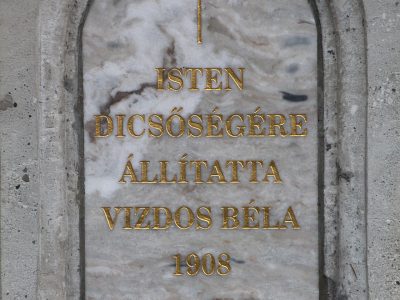 ISTEN
DICSŐSÉGÉRE
ÁLLÍTATTA
VIZDOS BÉLA
1908